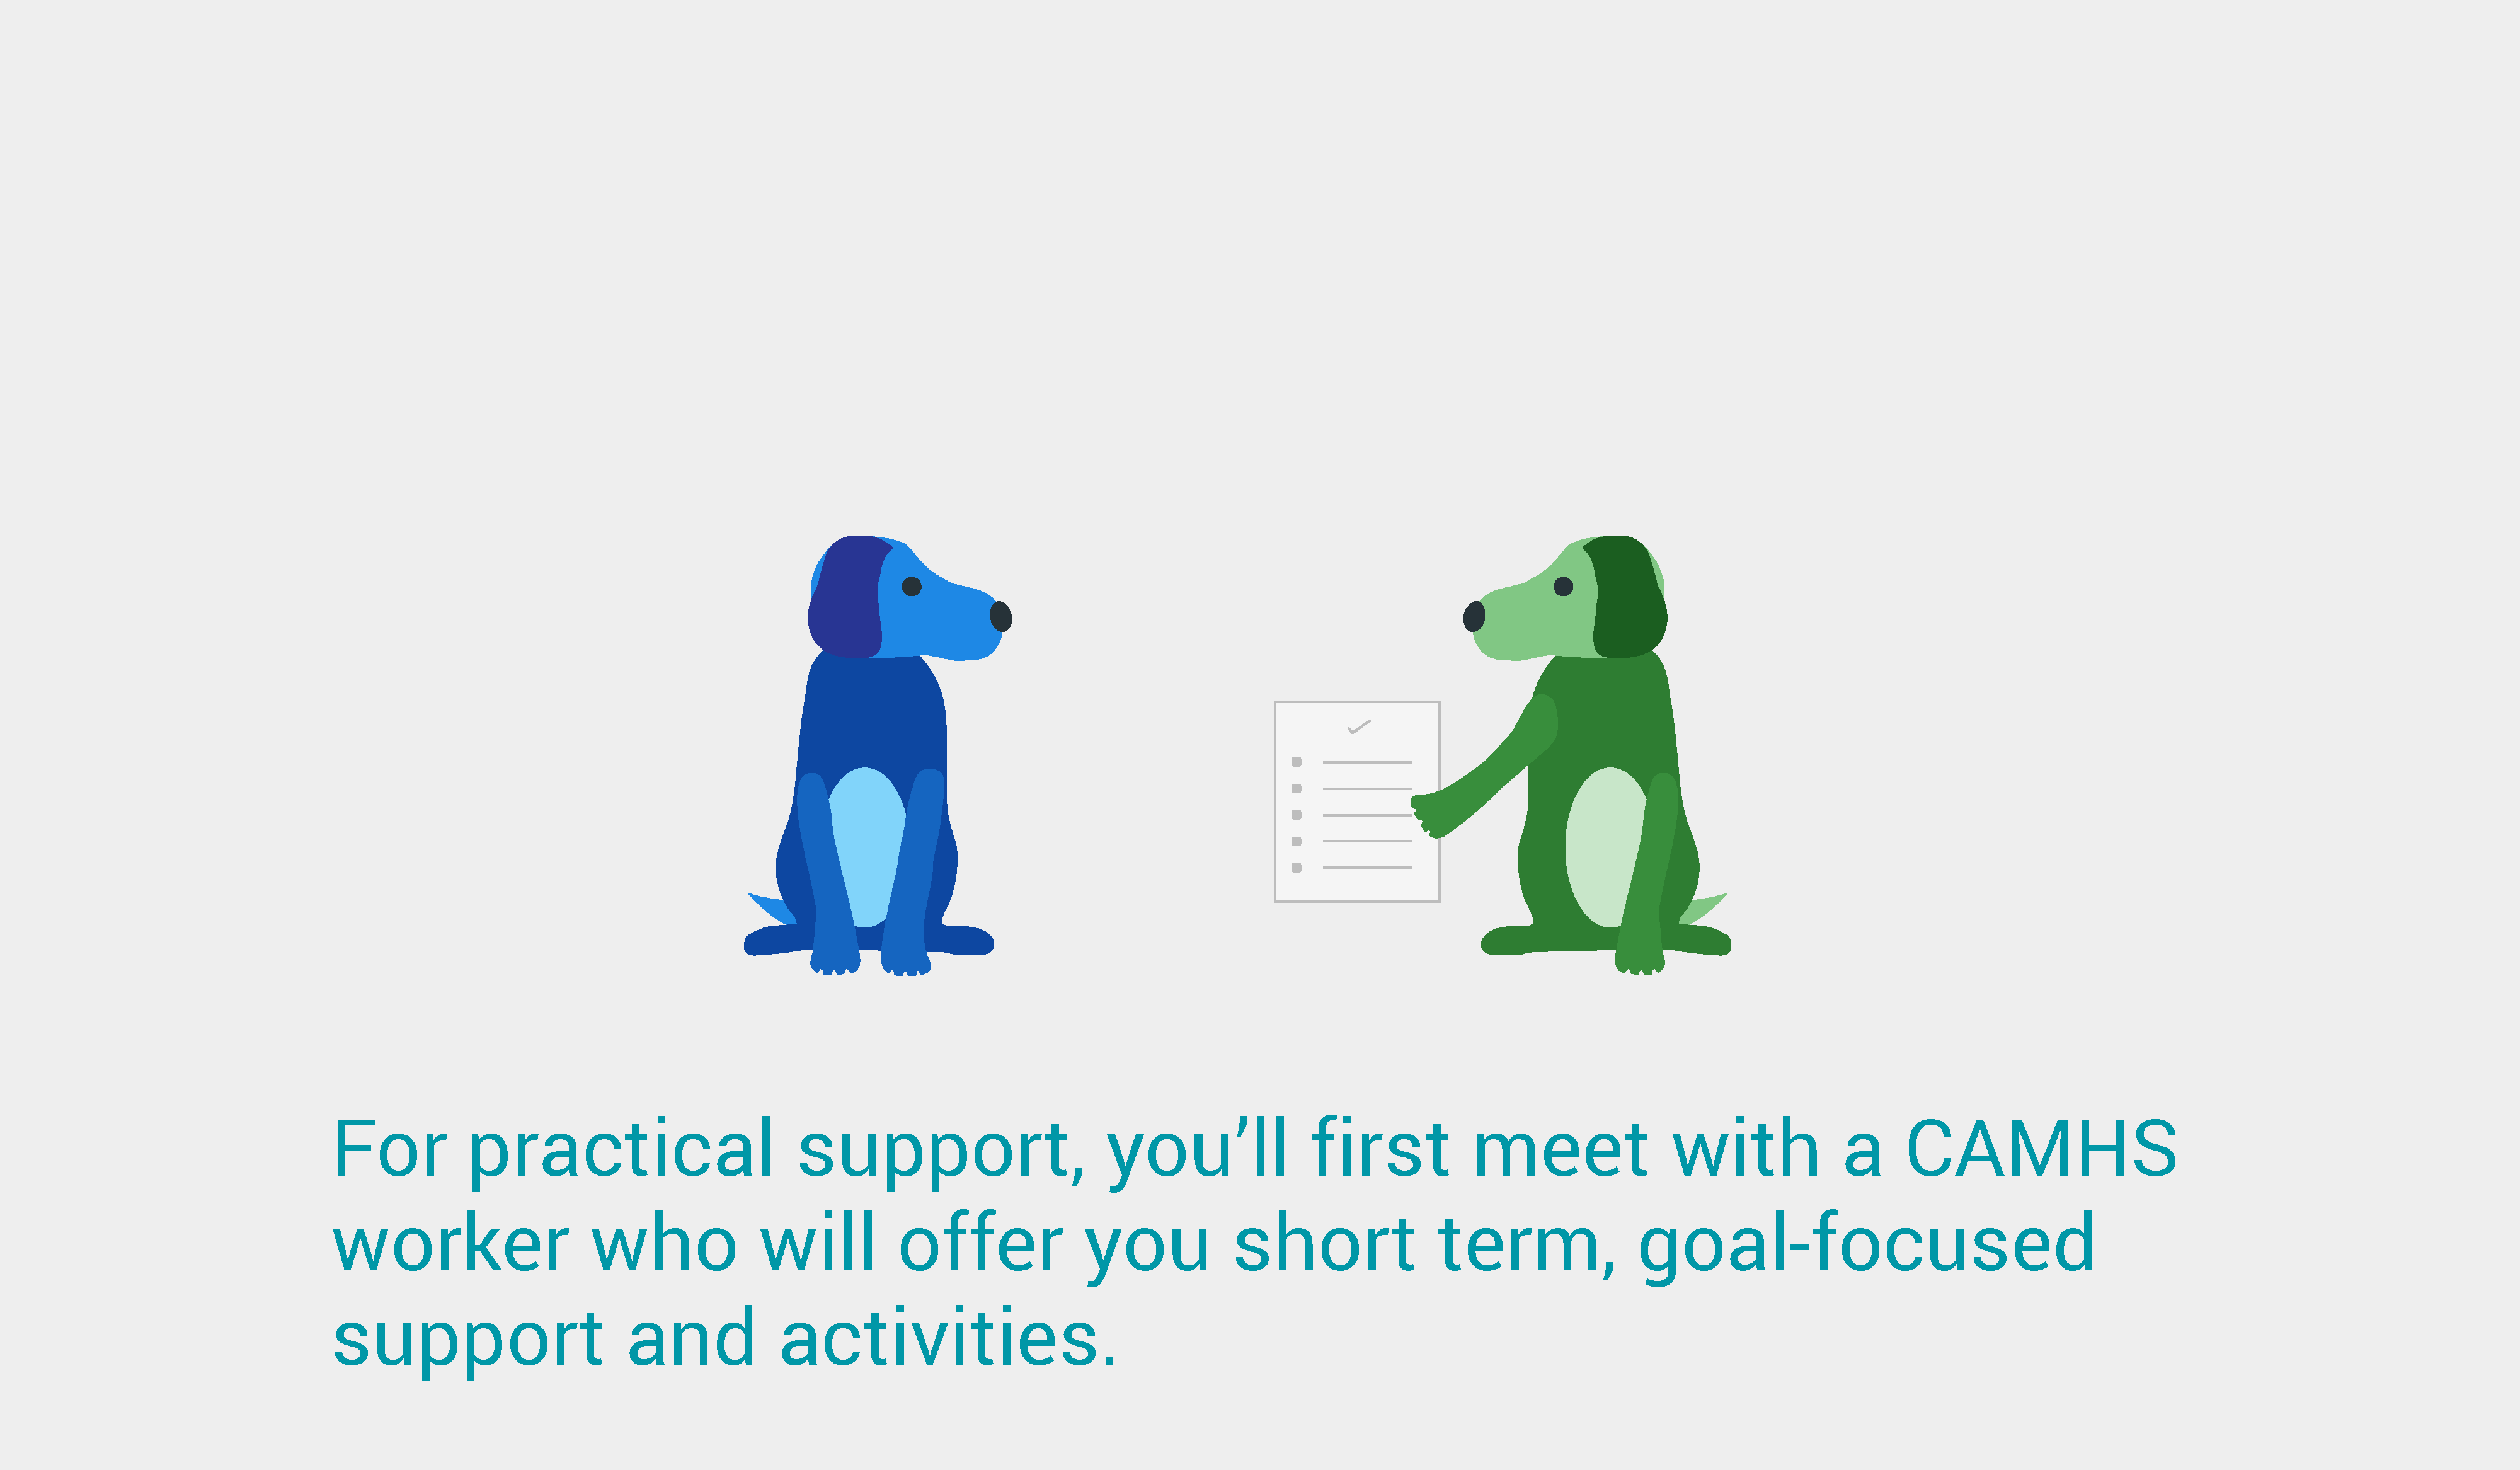 For practical support, you’ll first meet with a CAMHS
worker who will offer you short term, goal-focused
support and activities.